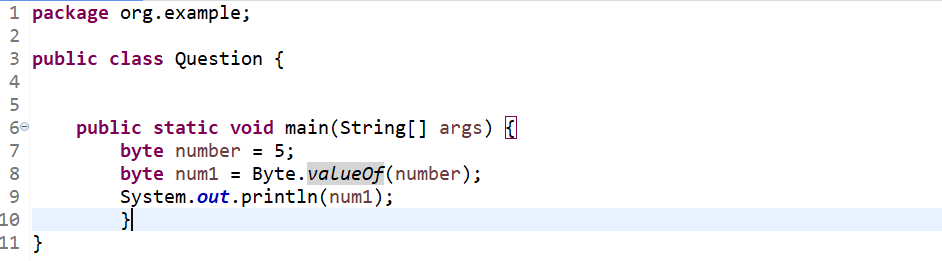 1 package org.example;
2
3 public class Question {
4
5
6 public static void main(String[] args) {
7 byte number = 5;
8 byte num1 = Byte.valueOf(number);
9 System.out.println(num1);
10 }
11 }